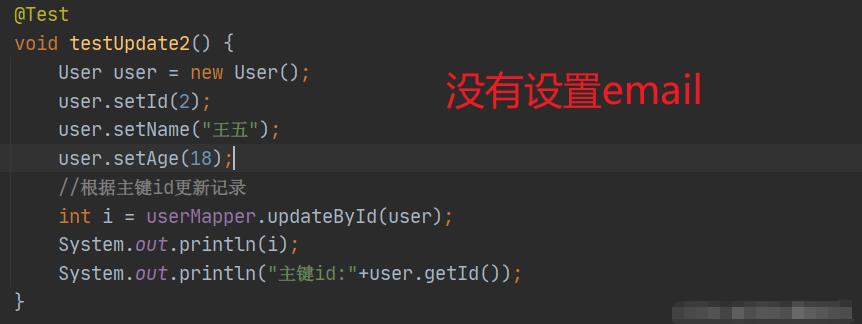 @Test
void testUpdate2() {
User user = new User();
没有设置email
user.setId(2);
user.setName("王五");
user.setAge(18);
//根据主键id更新记录
int i = userMapper.updateById(user);
System.out.println(i);
System.out.println("主键id:"+user.getId());
}